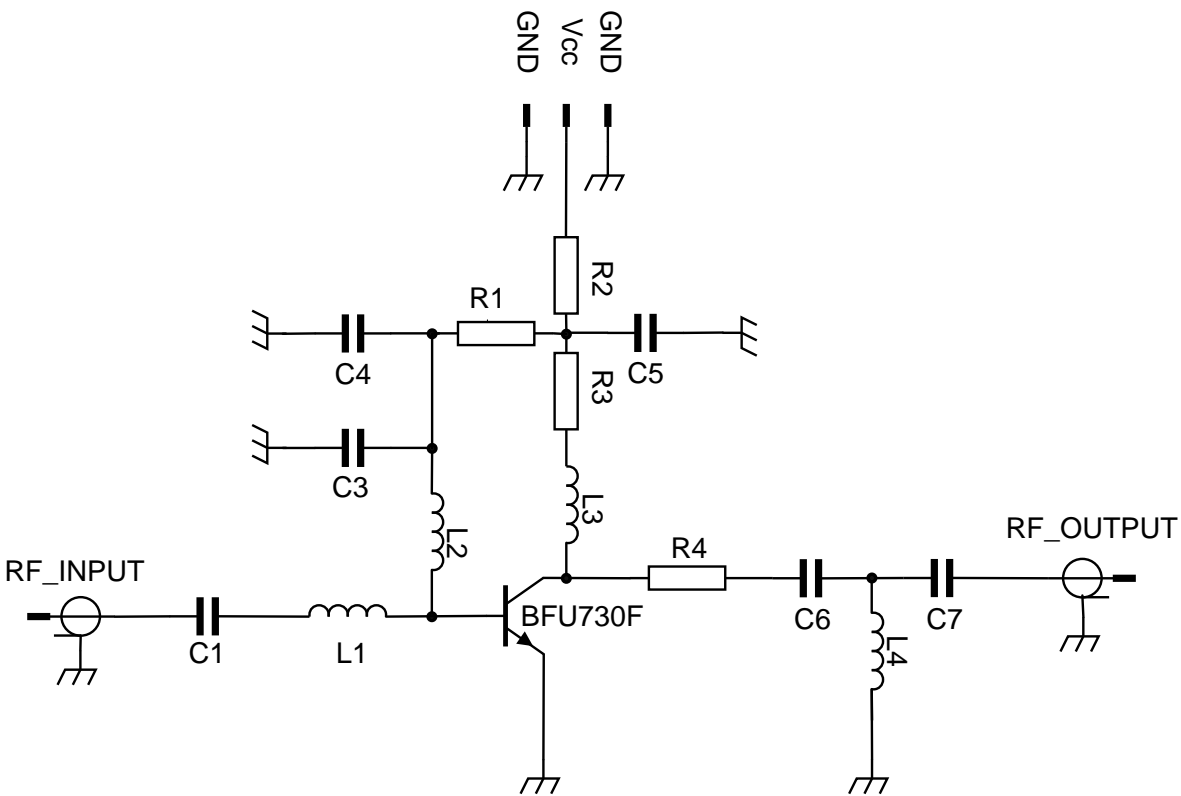 GND
Vcc
GND
R2
R1
C4
R3
C5
C3
L3
L2
RF_OUTPUT
R4
RF_INPUT
BFU730F
C6
C7
C1
L1
L4